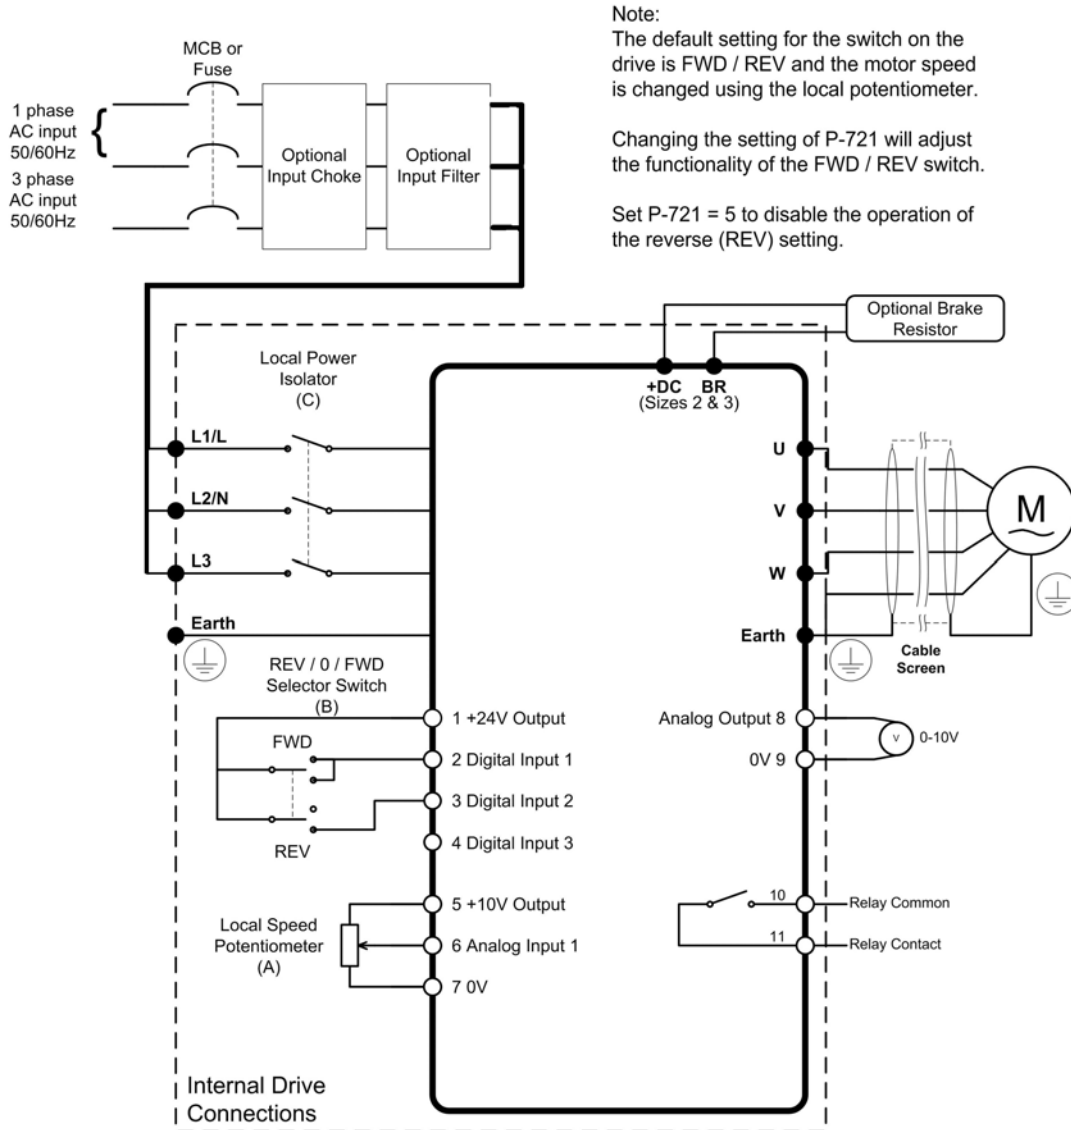 Note:
The default setting for the switch on the
drive is FWD / REV and the motor speed
is changed using the local potentiometer.
Changing the setting of P-721 will adjust
the functionality of the FWD / REV switch.
Set P-721 = 5 to disable the operation of
the reverse (REV) setting.
MCB or
Fuse
1 phase
AC input
50/60Hz
{
3 phase
AC input
50/60Hz
Optional
Input Choke
Optional
Input Filter
Optional Brake
Resistor
Local Power
Isolator
(C)
+DC BR
(Sizes 2 & 3)
L1/L
L2/N
L3
Earth
U
V
W
Earth
M
Cable
Screen
REV / 0 / FWD
Selector Switch
(B)
FWD
REV
1 +24V Output
2 Digital Input 1
3 Digital Input 2
4 Digital Input 3
5 +10V Output
6 Analog Input 1
7 0V
Local Speed
Potentiometer
(A)
Analog Output 8
0V 9
V
0-10V
10
Relay Common
11
Relay Contact
Internal Drive
Connections